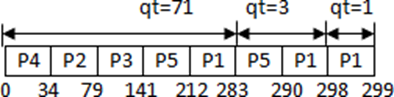 qt=71 qt=3 qt=1
P4 P2 P3 P5 P1 P5 P1 P1
0 34 79 141 212 283 290 298 299